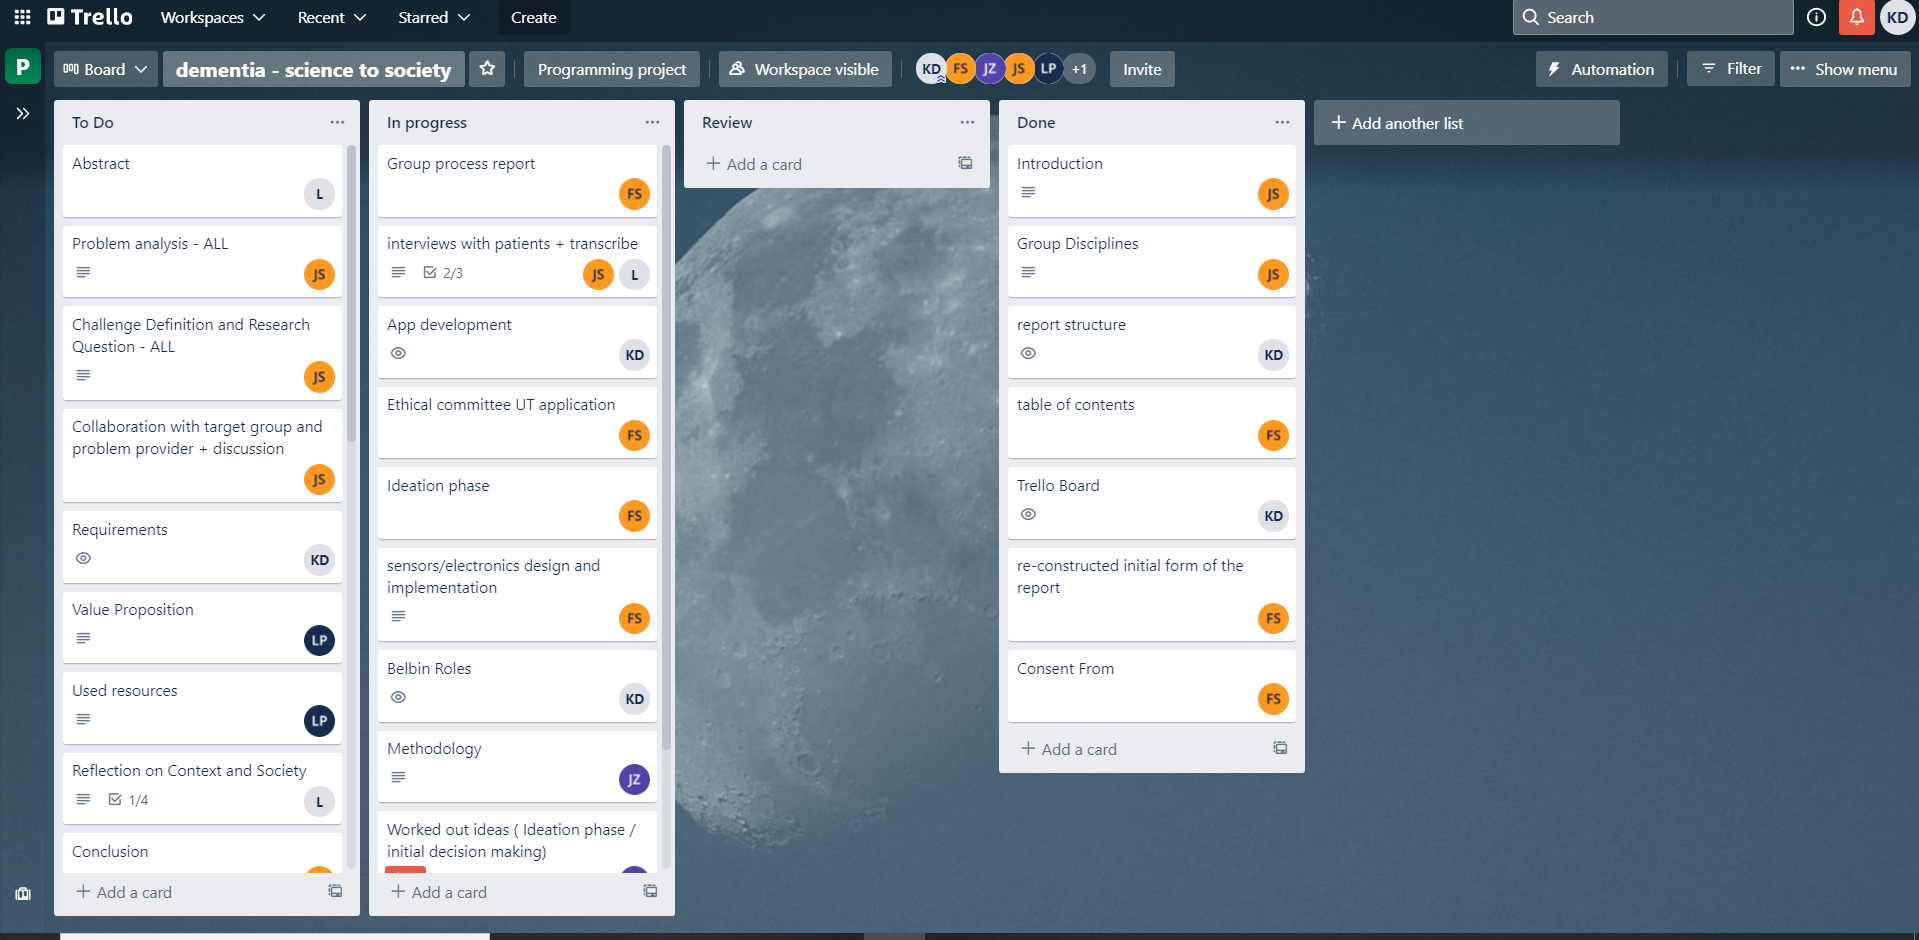 Trello
Workspaces
Recent
Starred
Create
Search
KD
P
Board
dementia - science to society
Programming project
Workspace visible
KD
FS
JZ
JS
LP
+1
Invite
Automation
Filter
Show menu
To Do
Abstract
L
Problem analysis - ALL
JS
Challenge Definition and Research
Question - ALL
JS
Collaboration with target group and
problem provider + discussion
JS
Requirements
KD
Value Proposition
LP
Used resources
LP
Reflection on Context and Society
1/4
L
Conclusion
Add a card
In progress
Group process report
FS
interviews with patients + transcribe
2/3
JS
L
App development
KD
Ethical committee UT application
FS
Ideation phase
FS
sensors/electronics design and
implementation
FS
Belbin Roles
KD
Methodology
JZ
Worked out ideas ( Ideation phase /
initial decision making)
Add a card
Review
Add a card
Done
Introduction
JS
Group Disciplines
JS
report structure
KD
table of contents
FS
Trello Board
KD
re-constructed initial form of the
report
FS
Consent From
FS
Add a card
Add another list